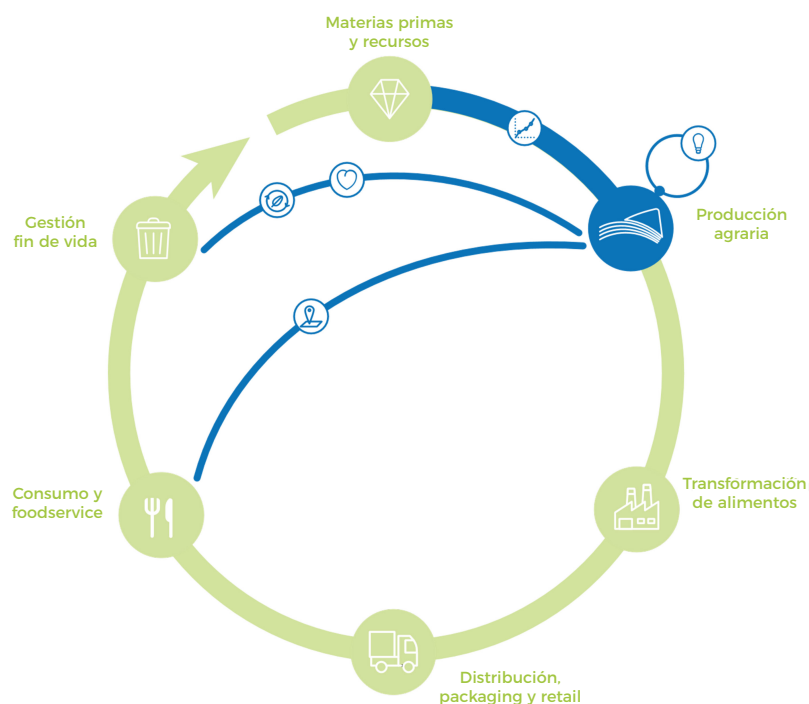 Materias primas
y recursos
Producción
agraria
Transformación
de alimentos
Distribución,
packaging y retail
Consumo y
foodservice
Gestión
fin de vida